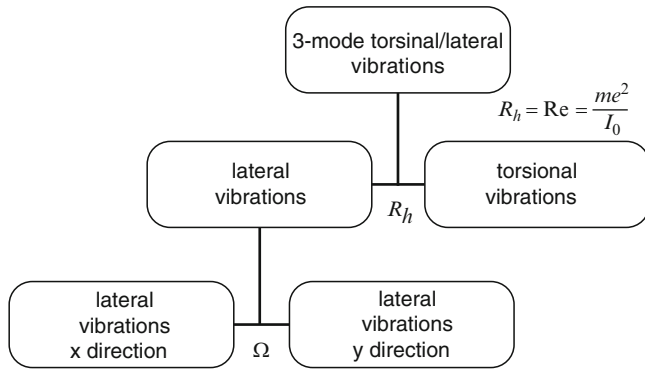 3-mode torsinal/lateral
vibrations
R_h = Re = \frac{me^2}{I_0}
lateral
vibrations
torsional
vibrations
R_h
lateral
vibrations
x direction
lateral
vibrations
y direction
Ω